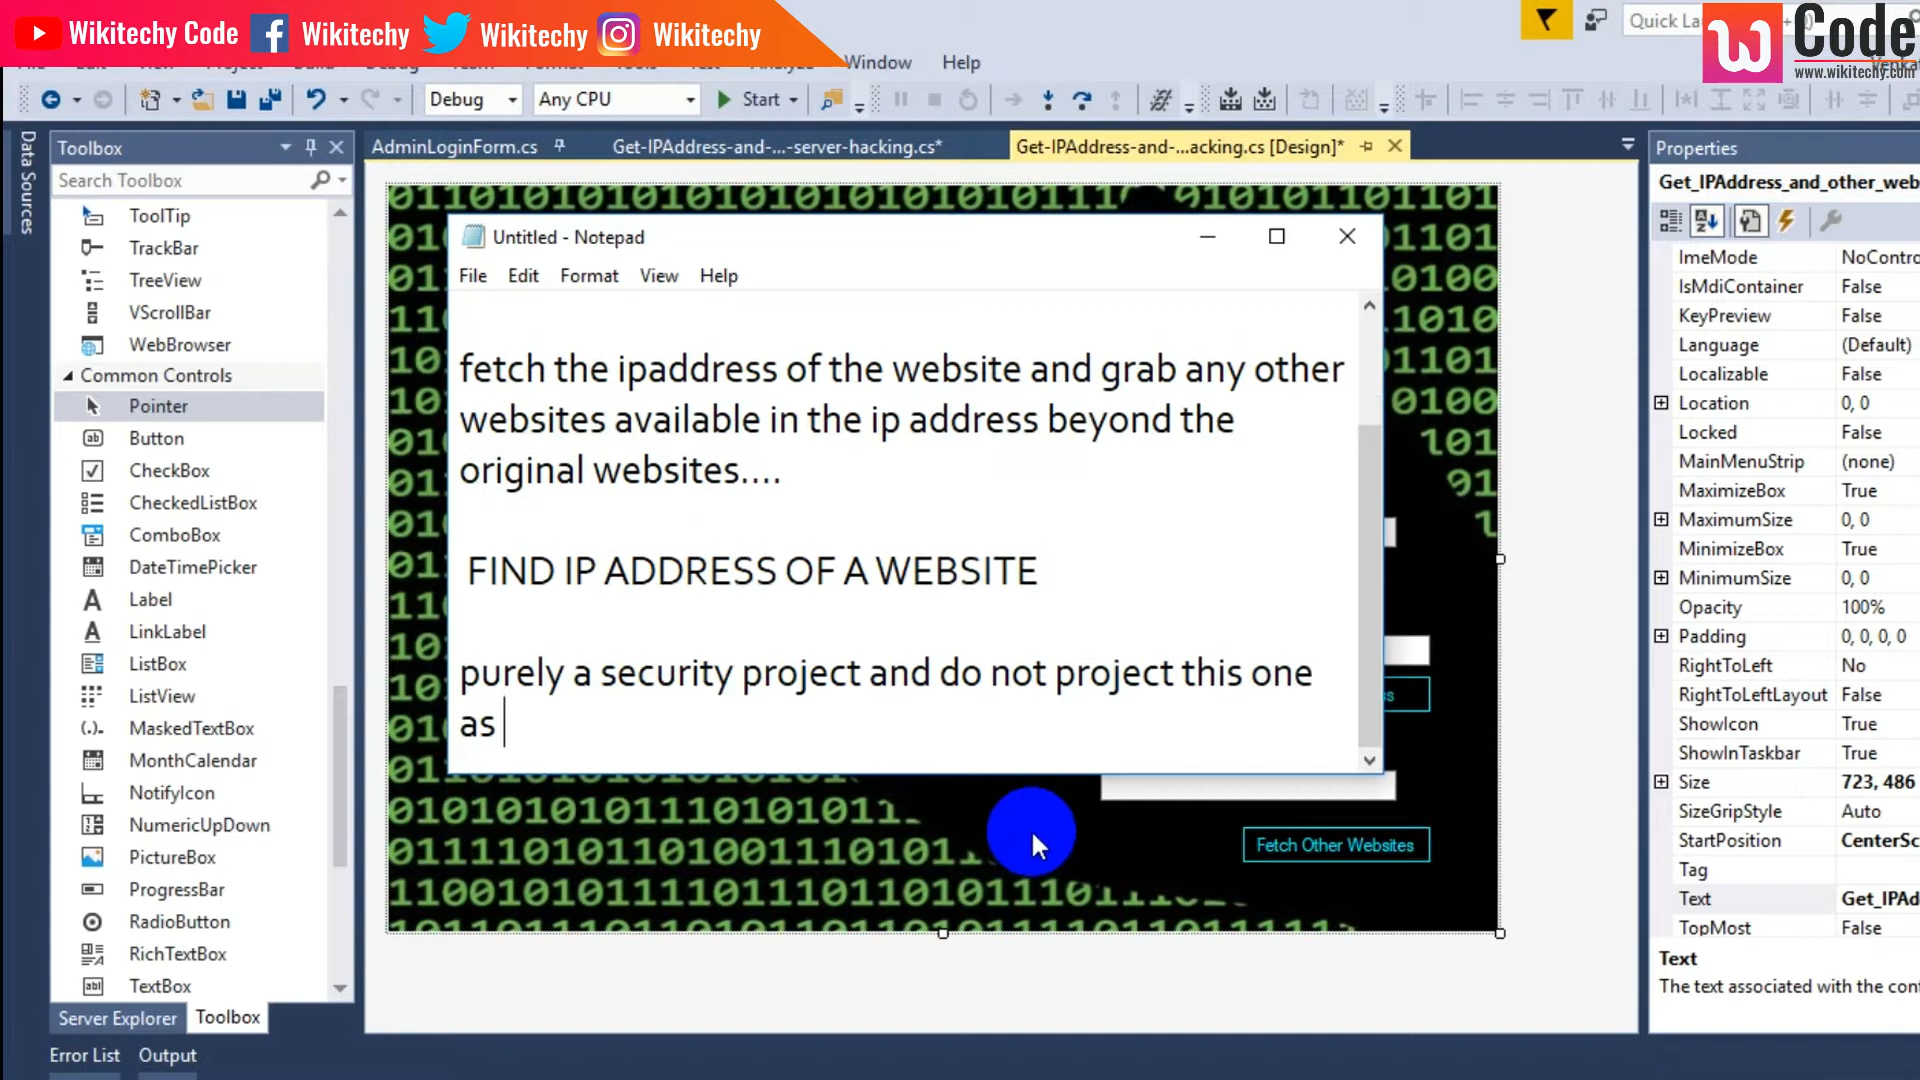 Wikitechy Code Wikitechy Wikitechy Wikitechy
Code
www.wikitechy.com
Window Help
Debug Any CPU Start
Data Sources
Toolbox
Search Toolbox
ToolTip
TrackBar
TreeView
VScrollBar
WebBrowser
Common Controls
Pointer
Button
CheckBox
CheckedListBox
ComboBox
DateTimePicker
Label
LinkLabel
ListBox
ListView
MaskedTextBox
MonthCalendar
NotifyIcon
NumericUpDown
PictureBox
ProgressBar
RadioButton
RichTextBox
TextBox
Server Explorer Toolbox
Error List Output
AdminLoginForm.cs Get-IPAddress-and-...-server-hacking.cs* Get-IPAddress-and-...acking.cs [Design]*
Untitled - Notepad
File Edit Format View Help
fetch the ipaddress of the website and grab any other
websites available in the ip address beyond the
original websites....
FIND IP ADDRESS OF A WEBSITE
purely a security project and do not project this one
as
Fetch Other Websites
Properties
Get_IPAddress_and_other_web
ImeMode NoContro
IsMdiContainer False
KeyPreview False
Language (Default)
Localizable False
Location 0, 0
Locked False
MainMenuStrip (none)
MaximizeBox True
MaximumSize 0, 0
MinimizeBox True
MinimumSize 0, 0
Opacity 100%
Padding 0, 0, 0, 0
RightToLeft No
RightToLeftLayout False
ShowIcon True
ShowInTaskbar True
Size 723, 486
SizeGripStyle Auto
StartPosition CenterSc
Tag
Text Get_IPAd
TopMost False
Text
The text associated with the cont